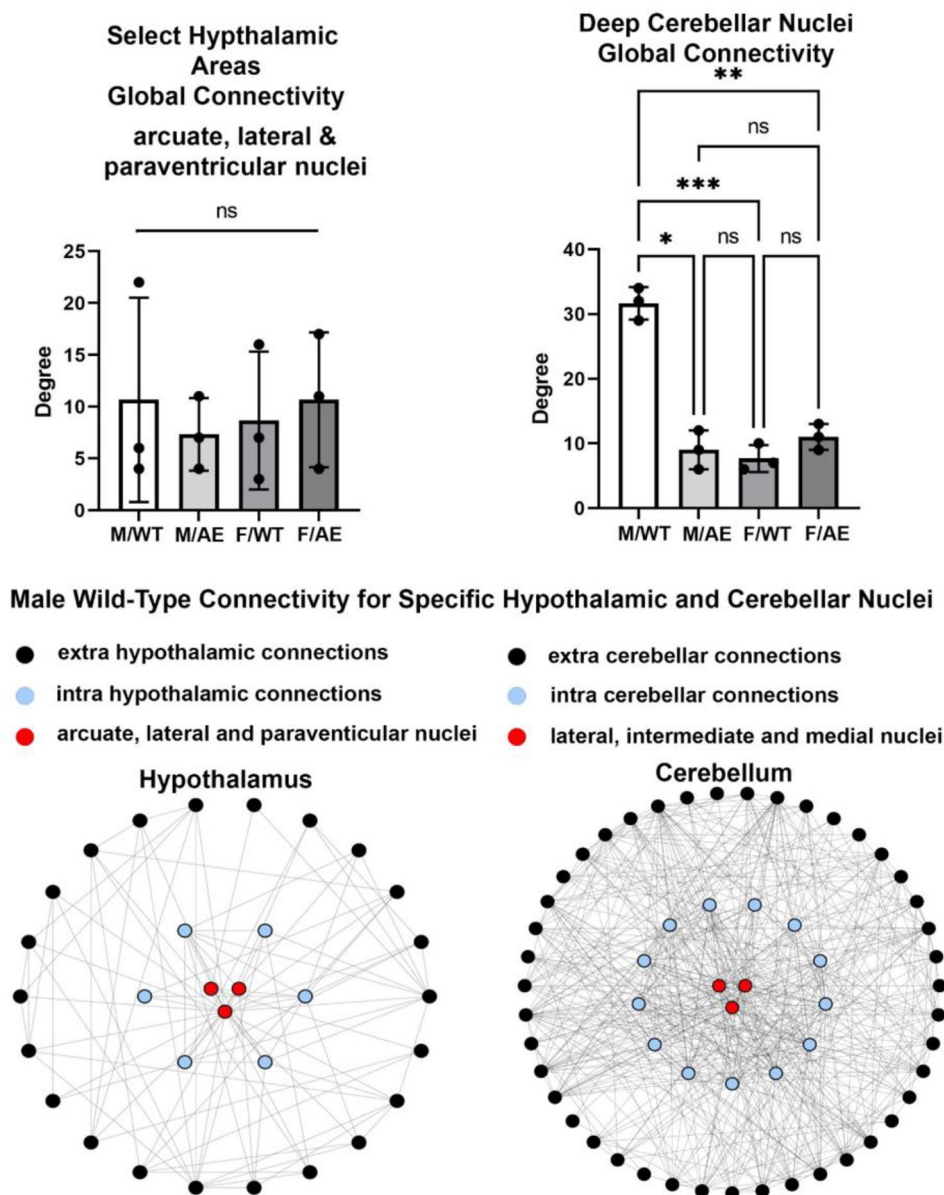 Select Hypthalamic
Areas
Global Connectivity
arcuate, lateral &
paraventricular nuclei
ns
25
20
15
10
5
0
Degree
M/WT M/AE F/WT F/AE
Deep Cerebellar Nuclei
Global Connectivity
**
ns
***
* ns ns
40
30
20
10
0
Degree
M/WT M/AE F/WT F/AE
Male Wild-Type Connectivity for Specific Hypothalamic and Cerebellar Nuclei
extra hypothalamic connections
intra hypothalamic connections
arcuate, lateral and paraventicular nuclei
extra cerebellar connections
intra cerebellar connections
lateral, intermediate and medial nuclei
Hypothalamus
Cerebellum